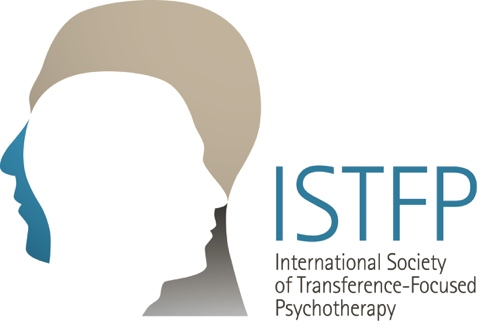 ISTFP
International Society
of Transference-Focused
Psychotherapy